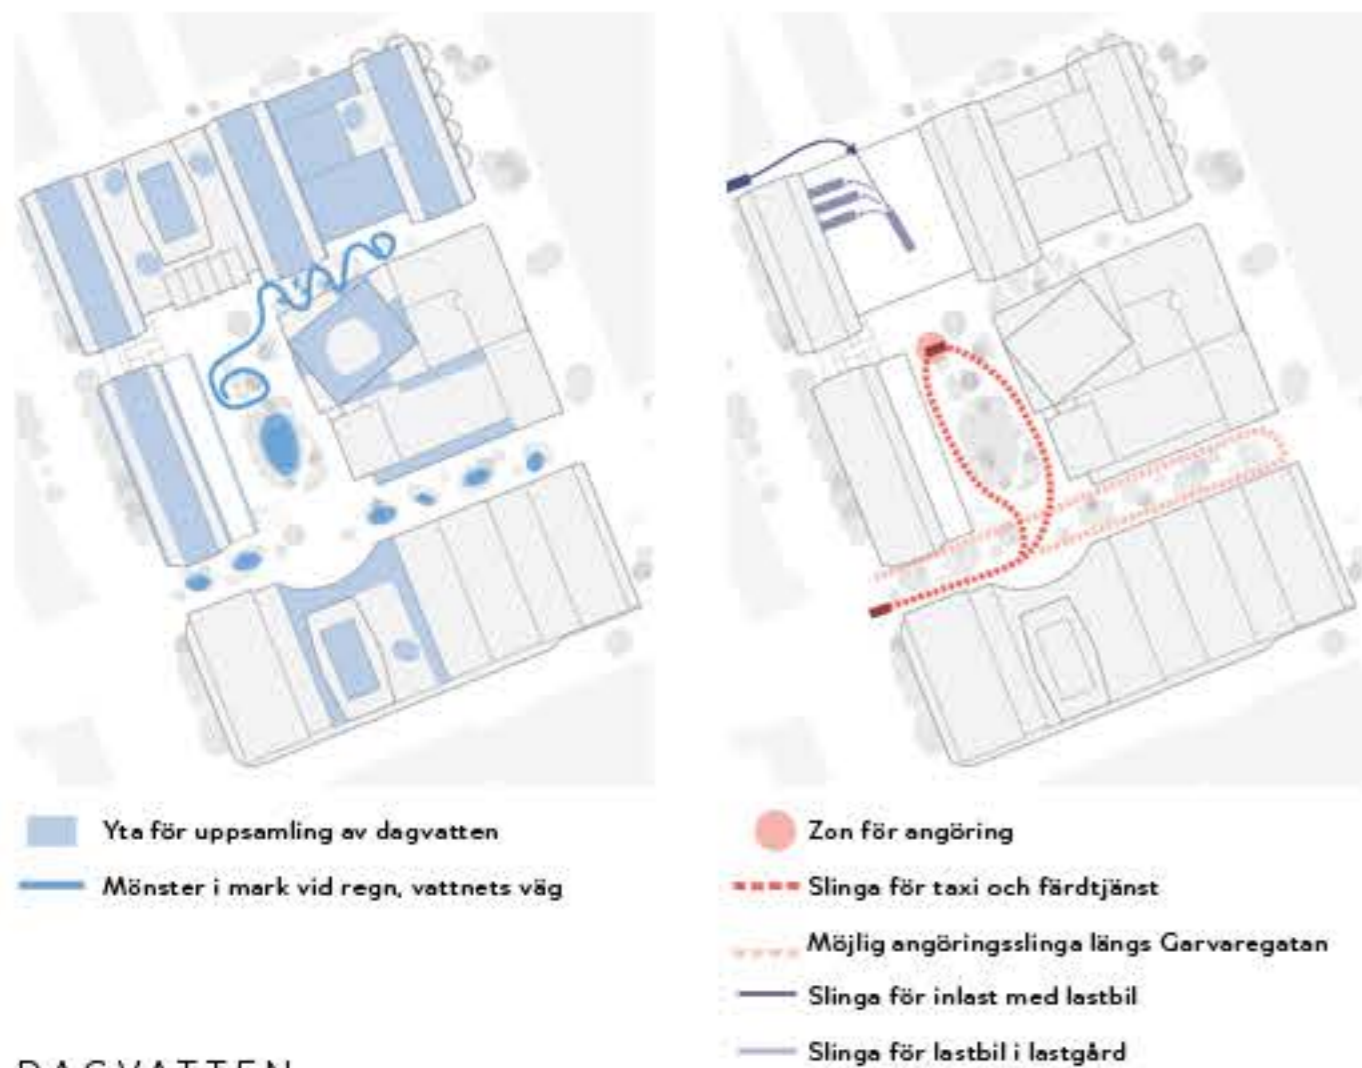 Yta för uppsamling av dagvatten
Mönster i mark vid regn, vattnets väg
DAGVATTEN
Zon för angöring
Slinga för taxi och färdtjänst
Möjlig angöringsslinga längs Garvaregatan
Slinga för inlast med lastbil
Slinga för lastbil i lastgård